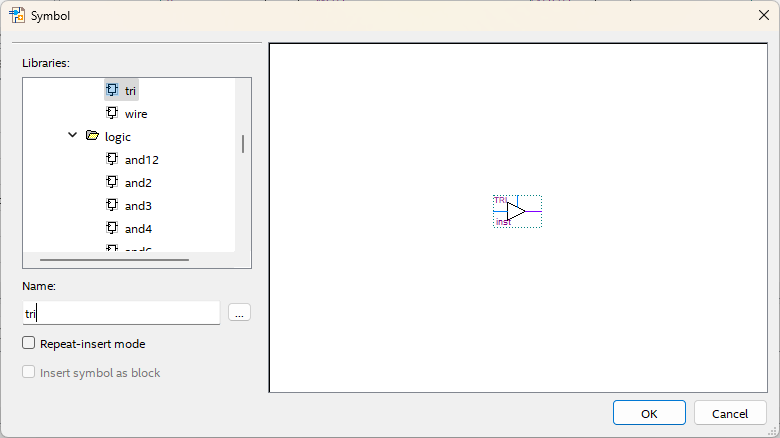 Symbol
Libraries:
tri
wire
logic
and12
and2
and3
and4
TRI
inst
Name:
tri
...
Repeat-insert mode
Insert symbol as block
OK
Cancel